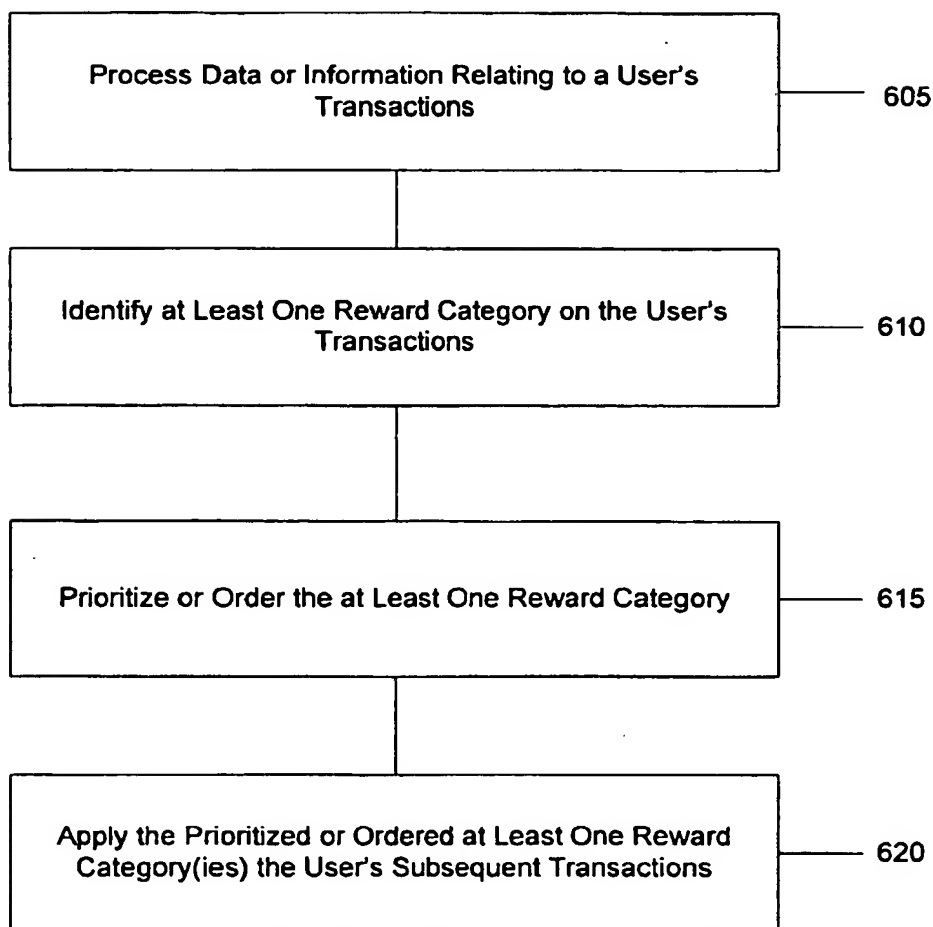 Process Data or Information Relating to a User's
Transactions
605
Identify at Least One Reward Category on the User's
Transactions
610
Prioritize or Order the at Least One Reward Category
615
Apply the Prioritized or Ordered at Least One Reward
Category(ies) the User's Subsequent Transactions
620